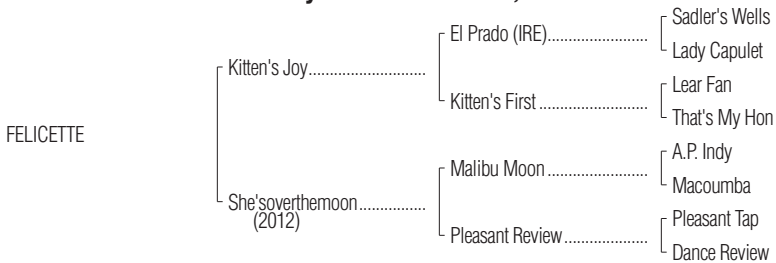 Sadler's Wells
El Prado (IRE)..........................
Lady Capulet
Kitten's Joy..............................
Lear Fan
Kitten's First ............................
That's My Hon
FELICETTE
A.P. Indy
Malibu Moon..........................
Macoumba
She'soverthemoon.................
(2012)
Pleasant Tap
Pleasant Review.....................
Dance Review